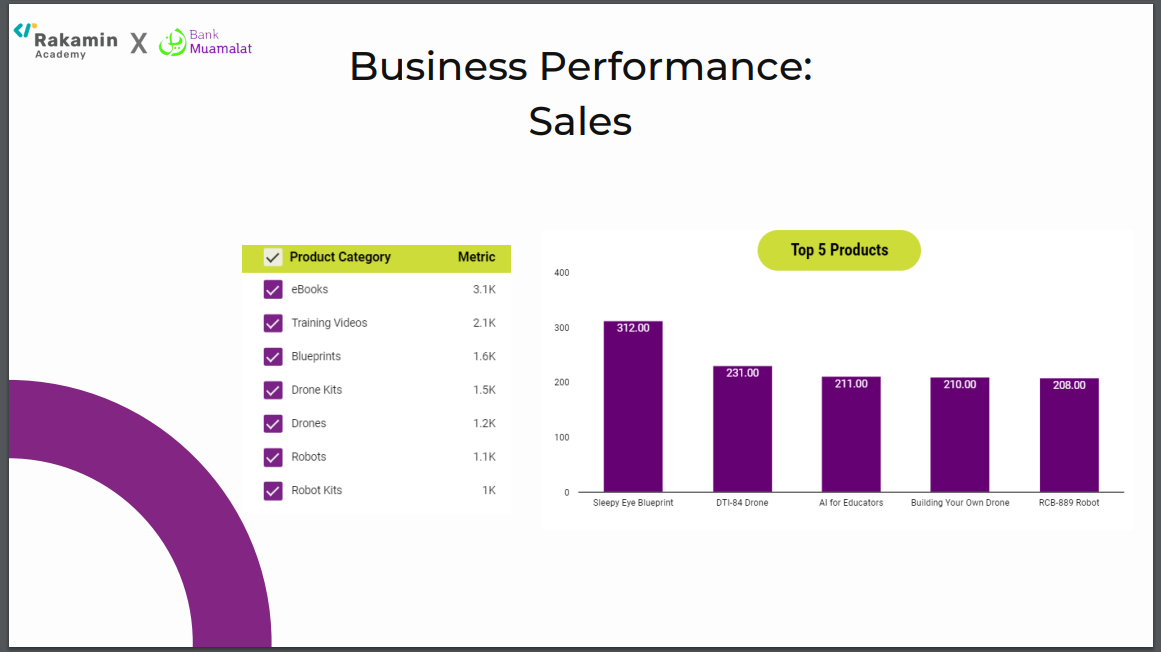 Rakamin
Academy
X
Bank
Muamalat
Business Performance:
Sales
Product Category Metric
eBooks 3.1K
Training Videos 2.1K
Blueprints 1.6K
Drone Kits 1.5K
Drones 1.2K
Robots 1.1K
Robot Kits 1K
Top 5 Products
400
300
200
100
0
312.00 231.00 211.00 210.00 208.00
Sleepy Eye Blueprint DTI-84 Drone AI for Educators Building Your Own Drone RCB-889 Robot